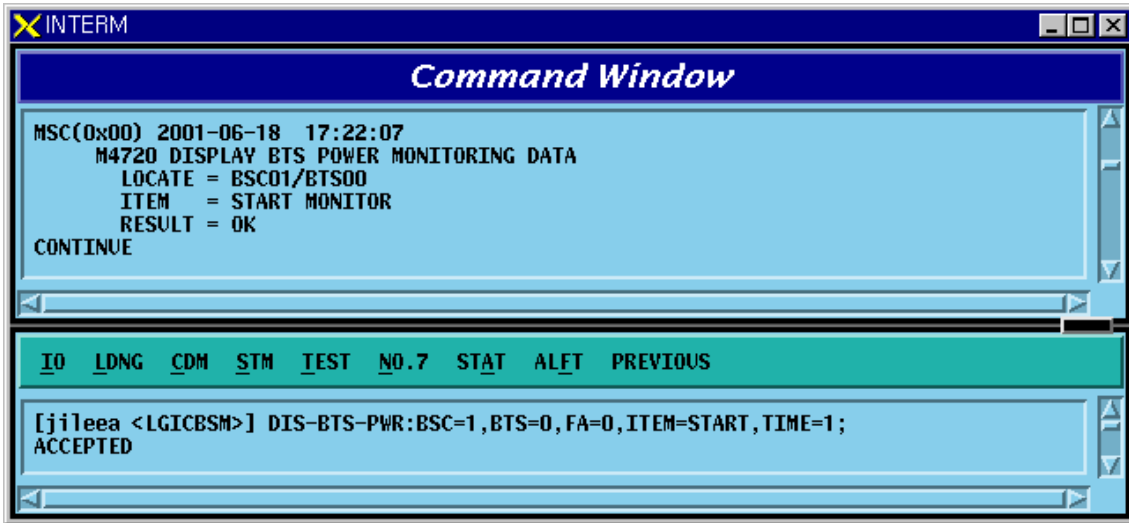 INTERM
Command Window
MSC(0x00) 2001-06-18  17:22:07
M4720 DISPLAY BTS POWER MONITORING DATA
LOCATE = BSC01/BTS00
ITEM   = START MONITOR
RESULT = OK
CONTINUE
IO LDNG CDM STM TEST NO.7 STAT ALFT PREVIOUS
[jileea <LGICBSM>] DIS-BTS-PWR:BSC=1,BTS=0,FA=0,ITEM=START,TIME=1;
ACCEPTED